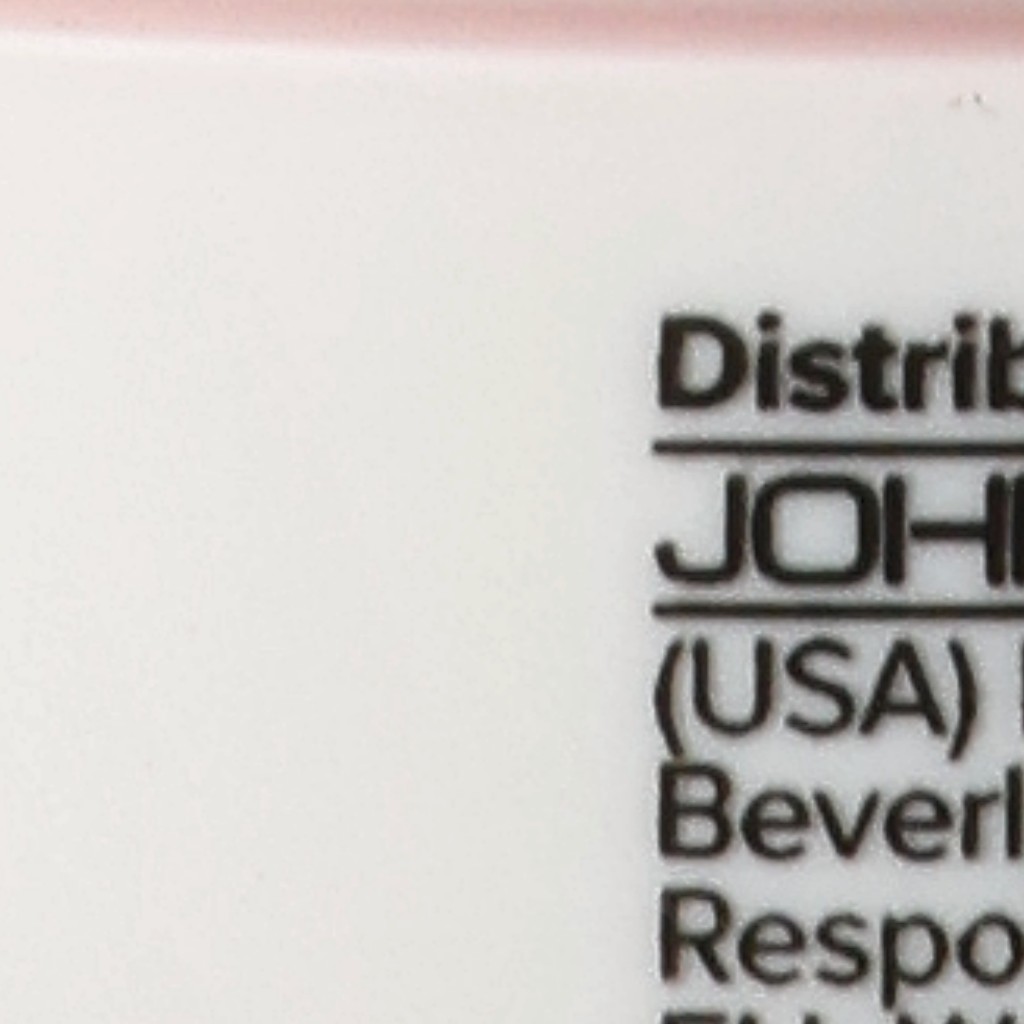 Distrib
JOH
(USA)
Beverl
Respo